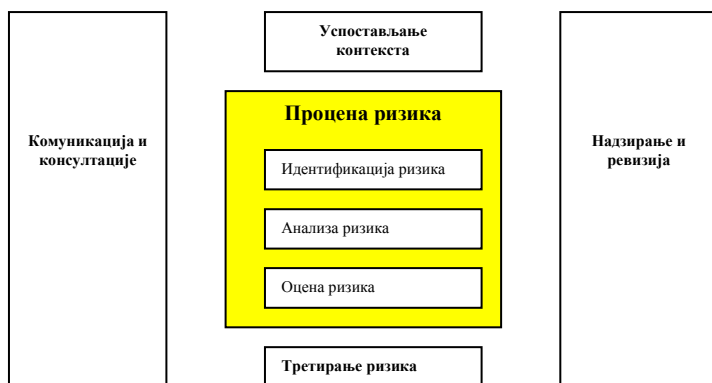 Успостављање
контекста
Процена ризика
Комуникација и
консултације
Надзирање и
ревизија
Идентификација ризика
Анализа ризика
Оцена ризика
Третирање ризика